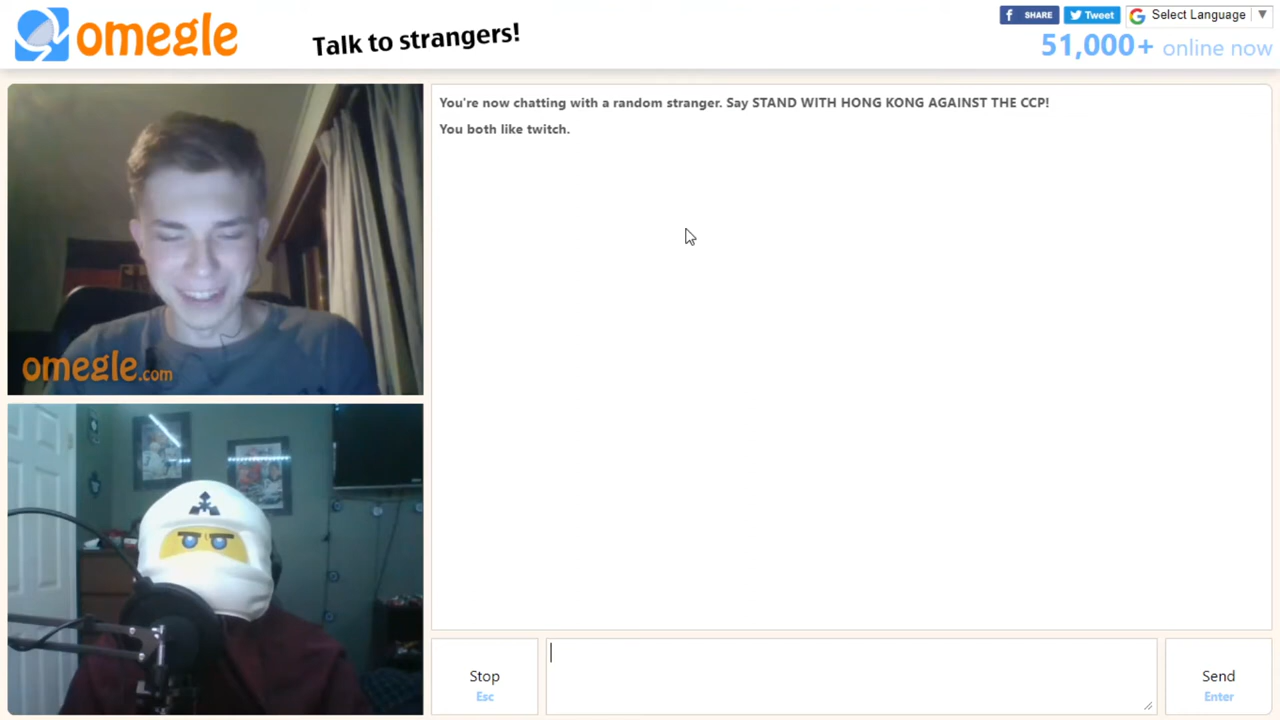 omegle
Talk to strangers!
f SHARE
Tweet
G Select Language ▼
51,000+ online now
You're now chatting with a random stranger. Say STAND WITH HONG KONG AGAINST THE CCP!
You both like twitch.
omegle.com
Stop
Esc
Send
Enter